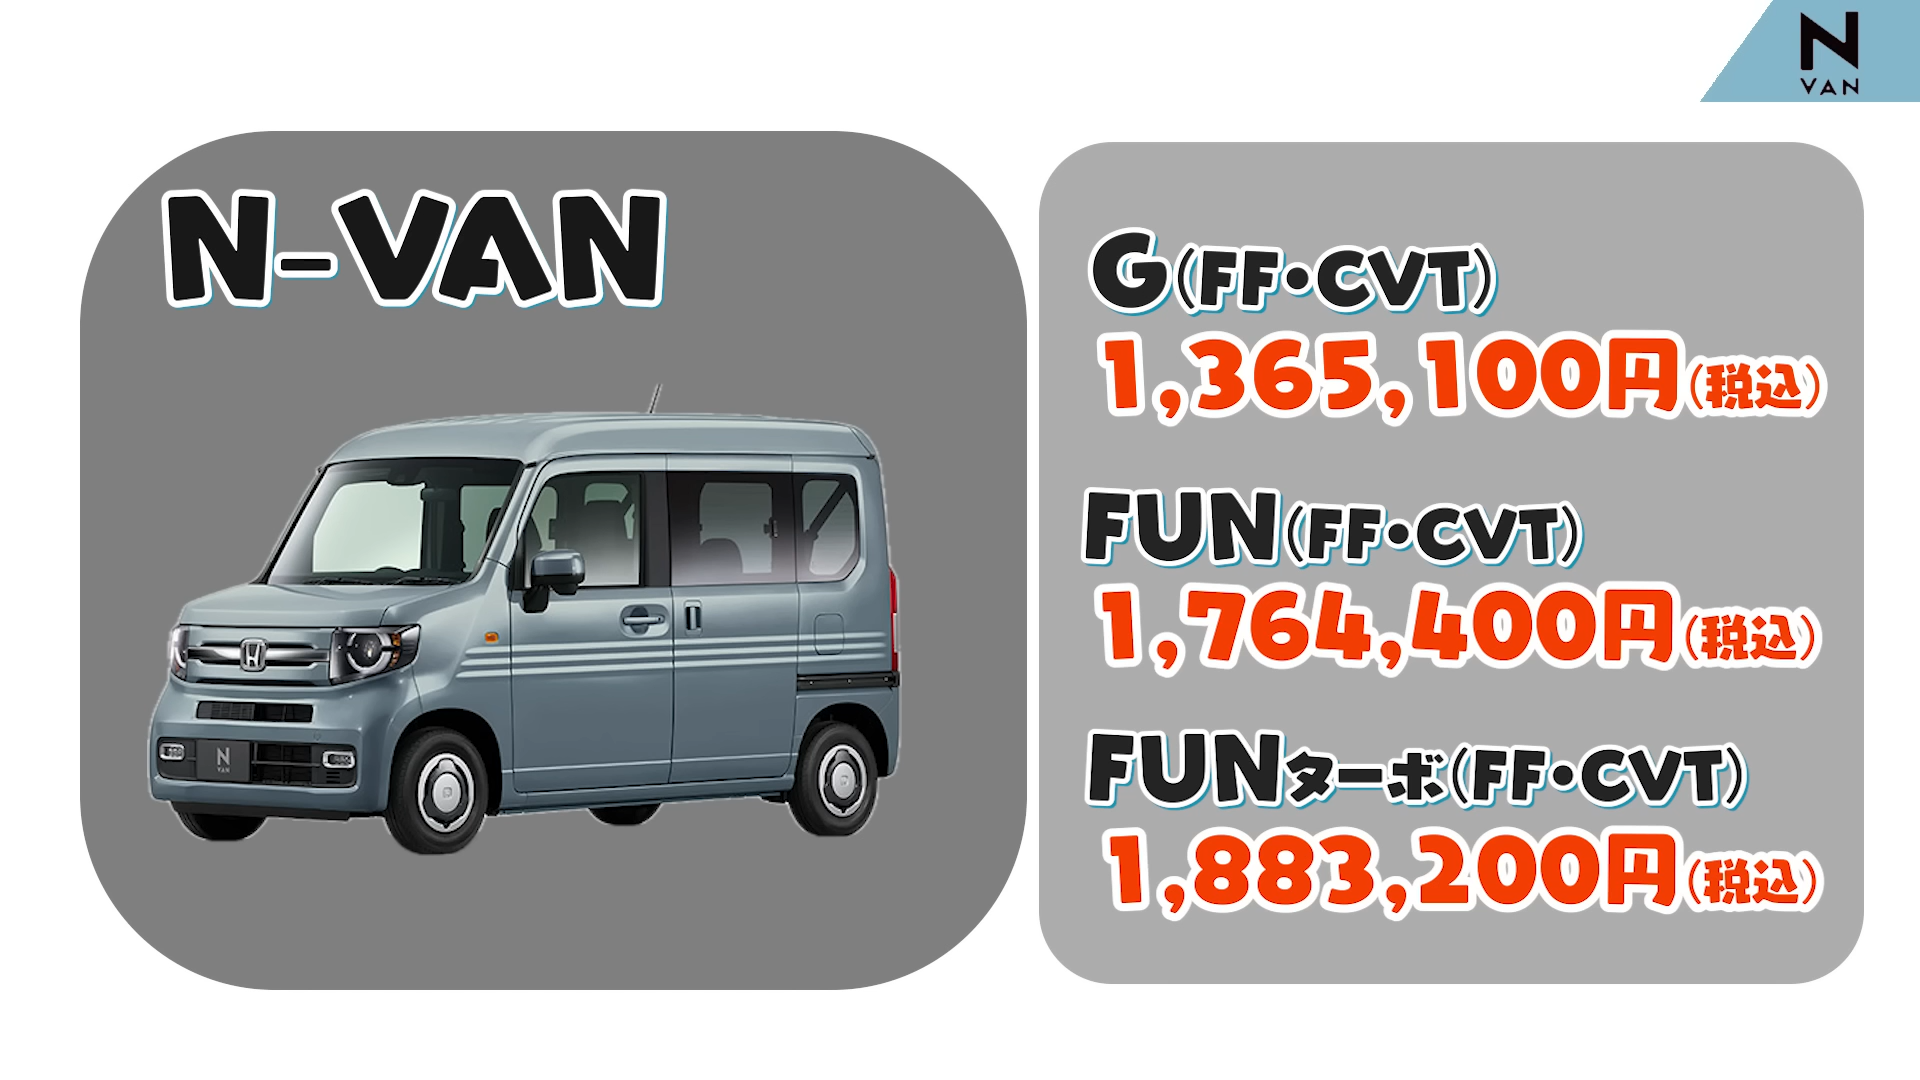 N
VAN
N-VAN
N
VAN
G(FF・CVT)
1,365,100円(税込)
FUN(FF・CVT)
1,764,400円(税込)
FUNターボ(FF・CVT)
1,883,200円(税込)